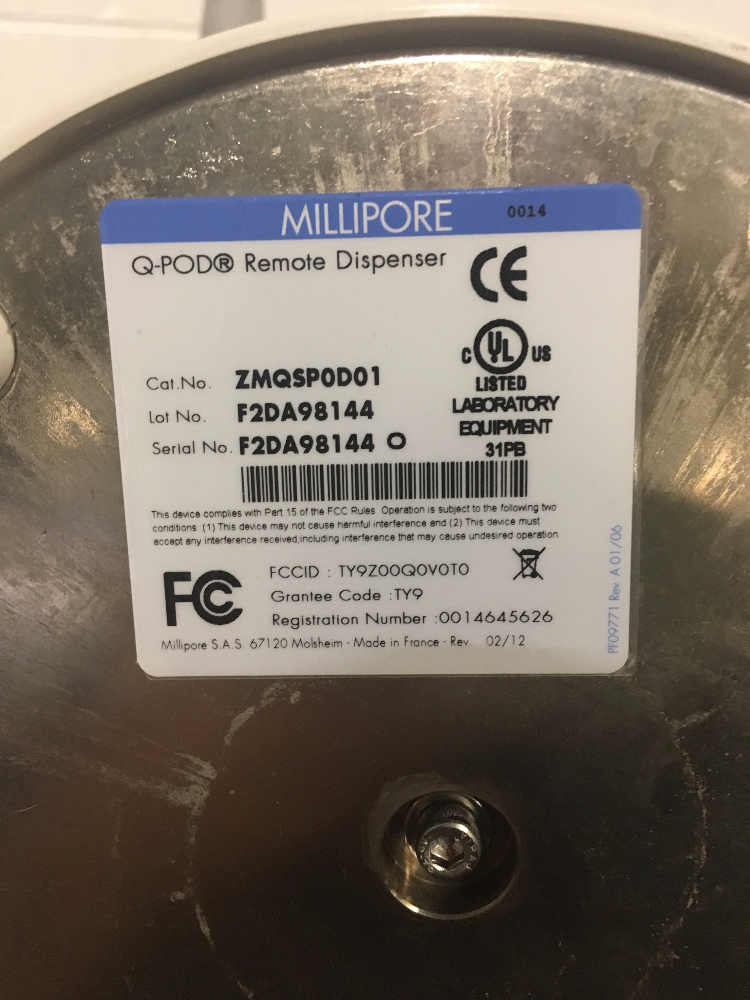 MILLIPORE 0014
Q-POD® Remote Dispenser
CE
C UL US
LISTED
LABORATORY
EQUIPMENT
31PB
Cat.No. ZMQSP0D01
Lot No. F2DA98144
Serial No. F2DA98144 O
This device complies with Part 15 of the FCC Rules Operation is subject to the following two
conditions (1) This device may not cause harmful interference and (2) This device must
accept any interference received,including interference that may cause undesired operation
FC
FCCID : TY9Z00Q0V0T0
Grantee Code :TY9
Registration Number :0014645626
Millipore S.A.S. 67120 Molsheim - Made in France - Rev 02/12
PF09771 Rev. A 01/06